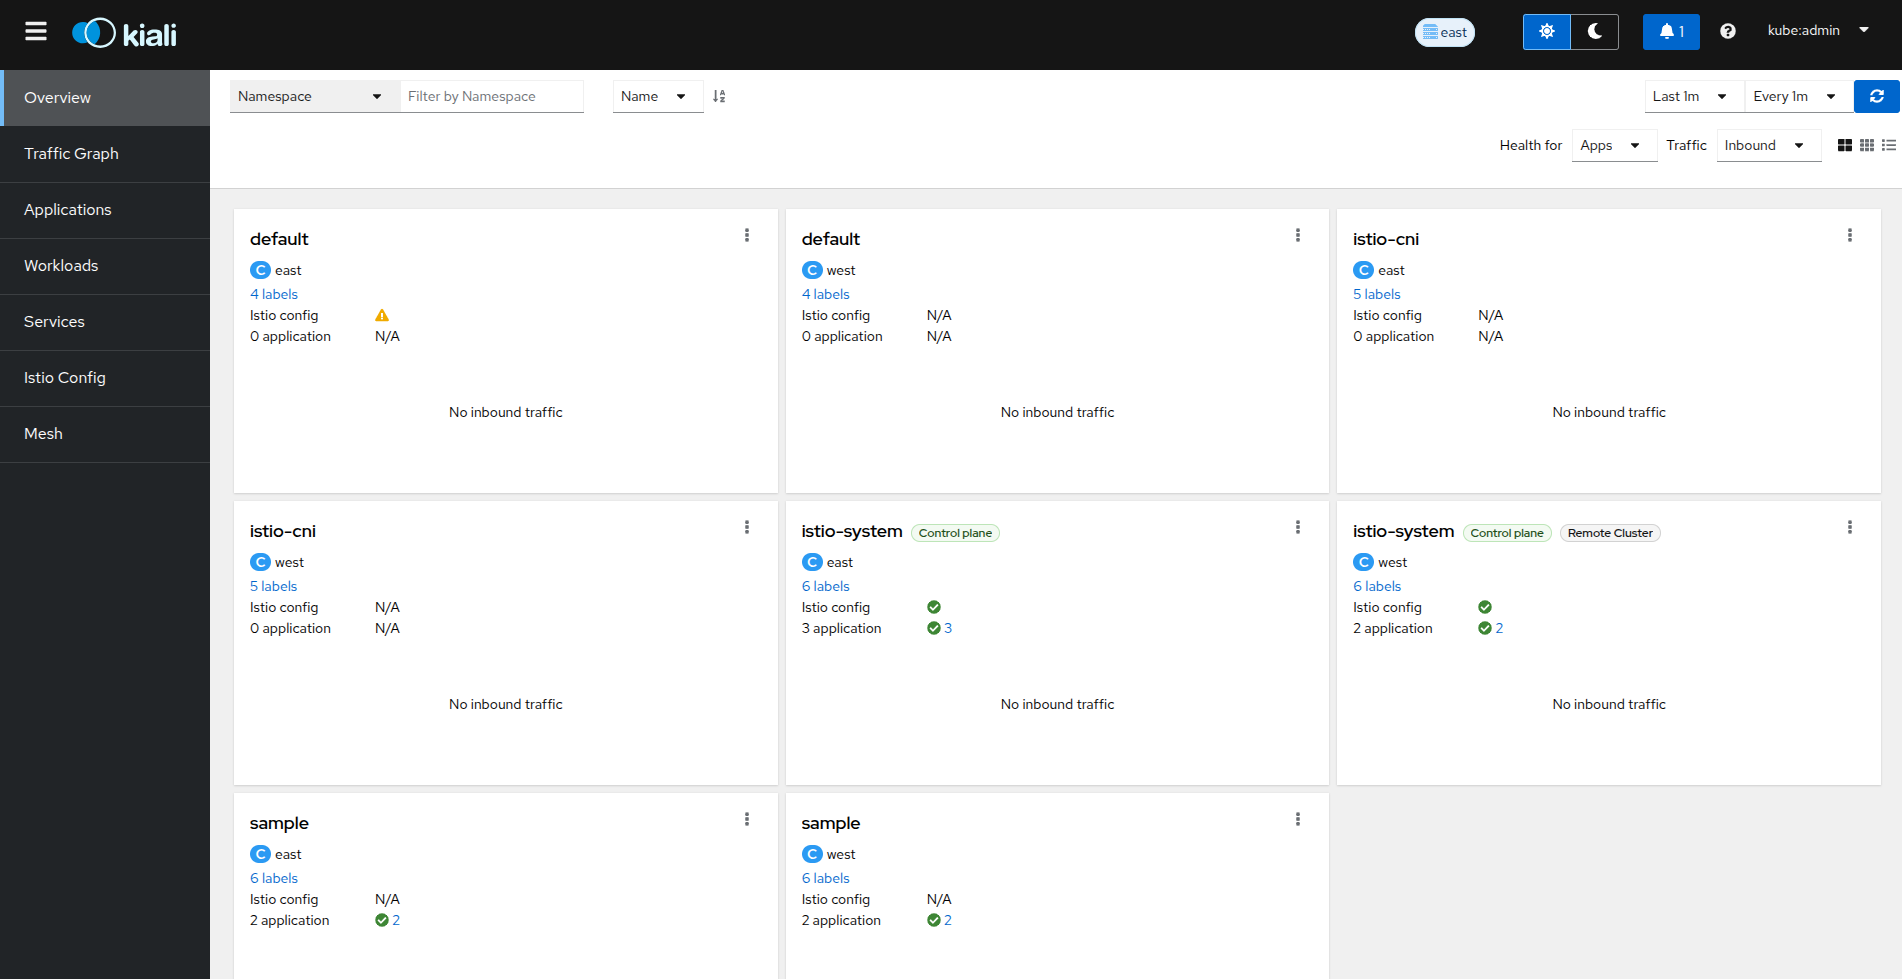 kiali
east
1
kube:admin
Overview
Traffic Graph
Applications
Workloads
Services
Istio Config
Mesh
Namespace
Filter by Namespace
Name
Last 1m
Every 1m
Health for
Apps
Traffic
Inbound
default
C east
4 labels
Istio config
0 application N/A
No inbound traffic
default
C west
4 labels
Istio config N/A
0 application N/A
No inbound traffic
istio-cni
C east
5 labels
Istio config N/A
0 application N/A
No inbound traffic
istio-cni
C west
5 labels
Istio config N/A
0 application N/A
No inbound traffic
istio-system Control plane
C east
6 labels
Istio config
3 application 3
No inbound traffic
istio-system Control plane Remote Cluster
C west
6 labels
Istio config
2 application 2
No inbound traffic
sample
C east
6 labels
Istio config N/A
2 application 2
sample
C west
6 labels
Istio config N/A
2 application 2